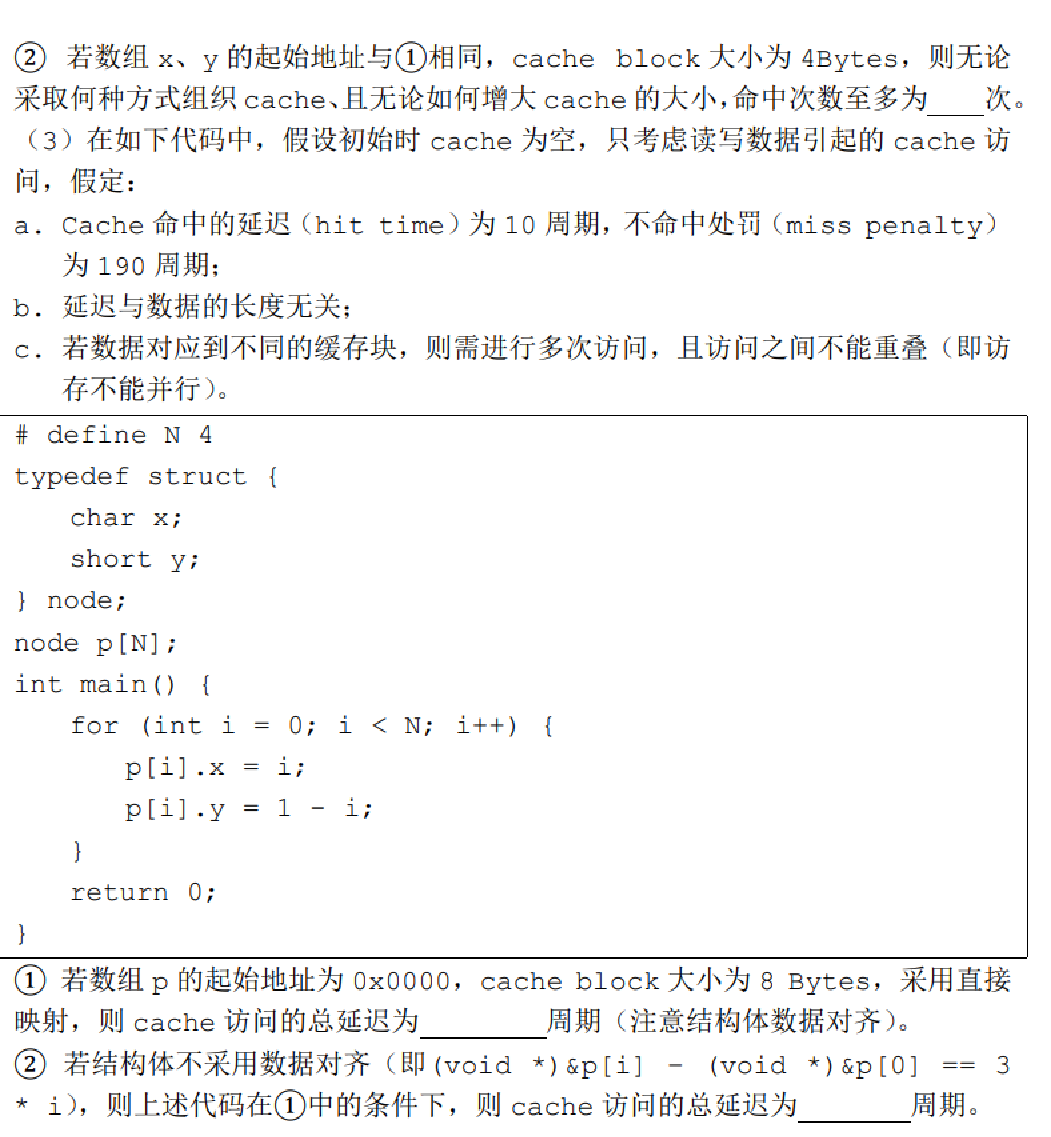 ② 若数组 x、y 的起始地址与①相同，cache block 大小为 4Bytes，则无论
采取何种方式组织 cache、且无论如何增大 cache 的大小，命中次数至多为____次。
（3）在如下代码中，假设初始时 cache 为空，只考虑读写数据引起的 cache 访
问，假定：
a. Cache 命中的延迟（hit time）为 10 周期，不命中处罚（miss penalty）
为 190 周期；
b. 延迟与数据的长度无关；
c. 若数据对应到不同的缓存块，则需进行多次访问，且访问之间不能重叠（即访
存不能并行）。
# define N 4
typedef struct {
char x;
short y;
} node;
node p[N];
int main() {
for (int i = 0; i < N; i++) {
p[i].x = i;
p[i].y = 1 - i;
}
return 0;
}
① 若数组 p 的起始地址为 0x0000，cache block 大小为 8 Bytes，采用直接
映射，则 cache 访问的总延迟为________周期（注意结构体数据对齐）。
② 若结构体不采用数据对齐（即(void *)&p[i] - (void *)&p[0] == 3
* i），则上述代码在①中的条件下，则 cache 访问的总延迟为_______周期。